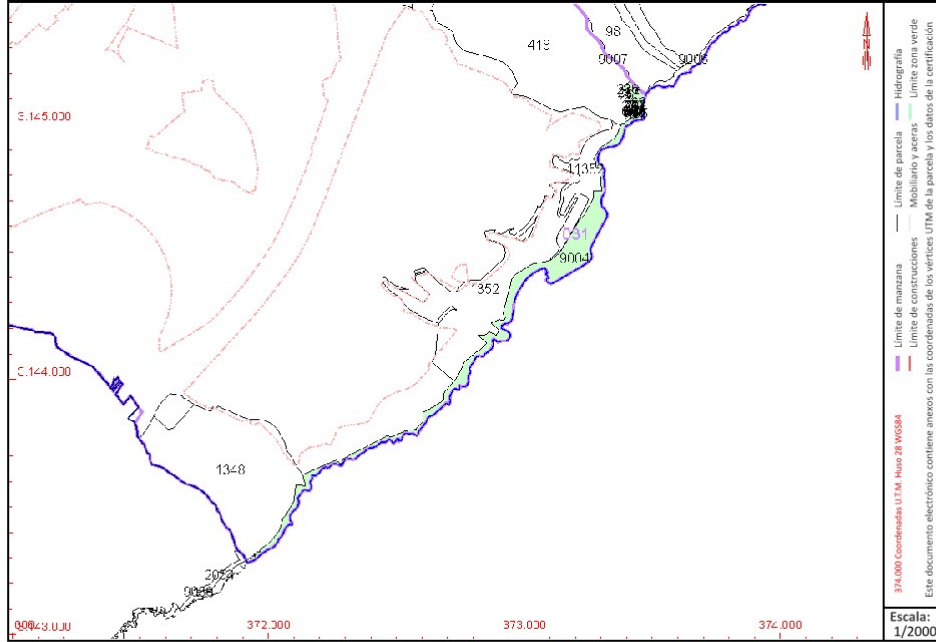 98
418
9007
9006
3.145.000
1135
031
9004
352
3.144.000
1348
372.000
373.000
374.000
Límite de manzana
Límite de parcela
Hidrografía
Límite de construcciones
Mobiliario y aceras
Límite zona verde
374.000 Coordenadas U.T.M. Huso 28 WGS84
Este documento electrónico contiene anexos con las coordenadas de los vértices UTM de la parcela y los datos de la certificación
Escala:
1/2000